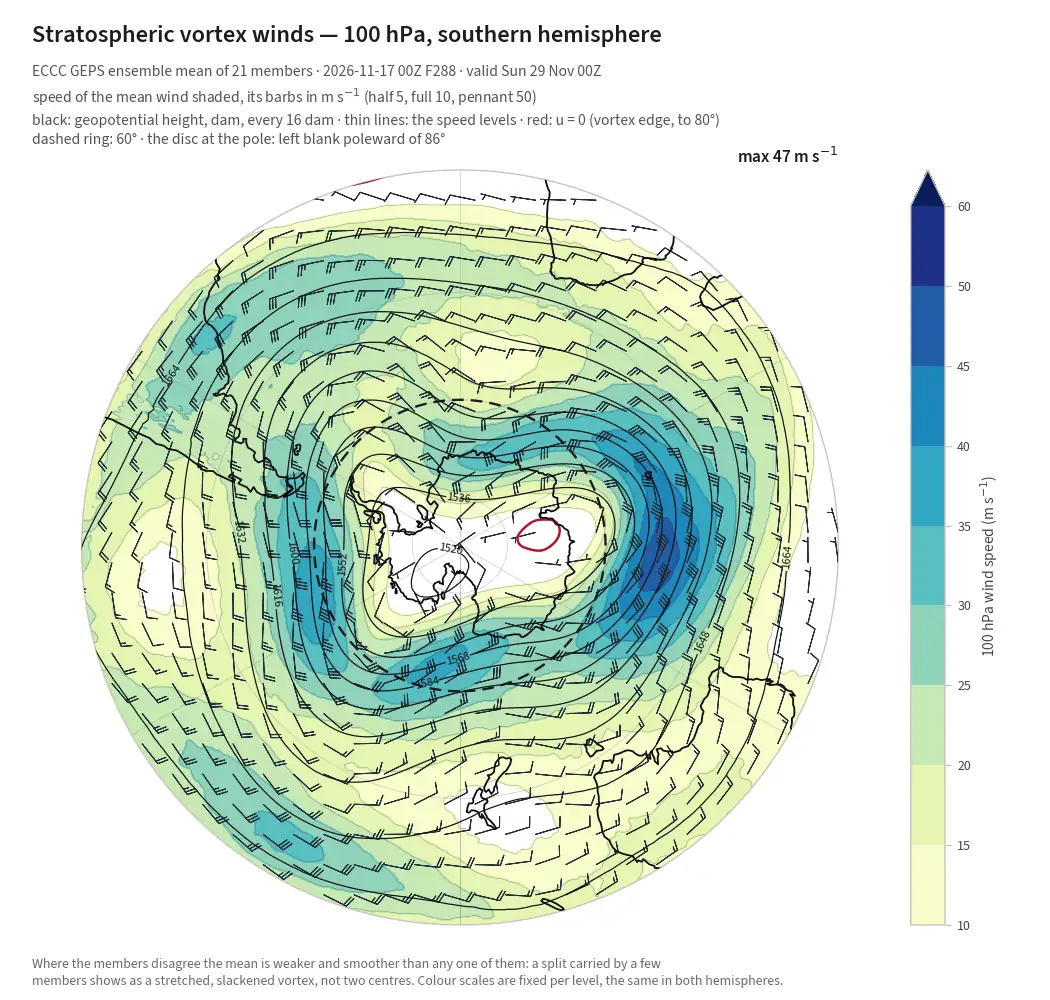 Stratospheric vortex winds — 100 hPa, southern hemisphere
ECCC GEPS ensemble mean of 21 members · 2026-11-17 00Z F288 · valid Sun 29 Nov 00Z
speed of the mean wind shaded, its barbs in m s⁻¹ (half 5, full 10, pennant 50)
black: geopotential height, dam, every 16 dam · thin lines: the speed levels · red: u = 0 (vortex edge, to 80°)
dashed ring: 60° · the disc at the pole: left blank poleward of 86°
max 47 m s⁻¹
60
50
45
40
35
30
25
20
15
10
100 hPa wind speed (m s⁻¹)
1664
1536
1520
1632
1600
1552
1616
1664
1568
1584
1648
Where the members disagree the mean is weaker and smoother than any one of them: a split carried by a few
members shows as a stretched, slackened vortex, not two centres. Colour scales are fixed per level, the same in both hemispheres.